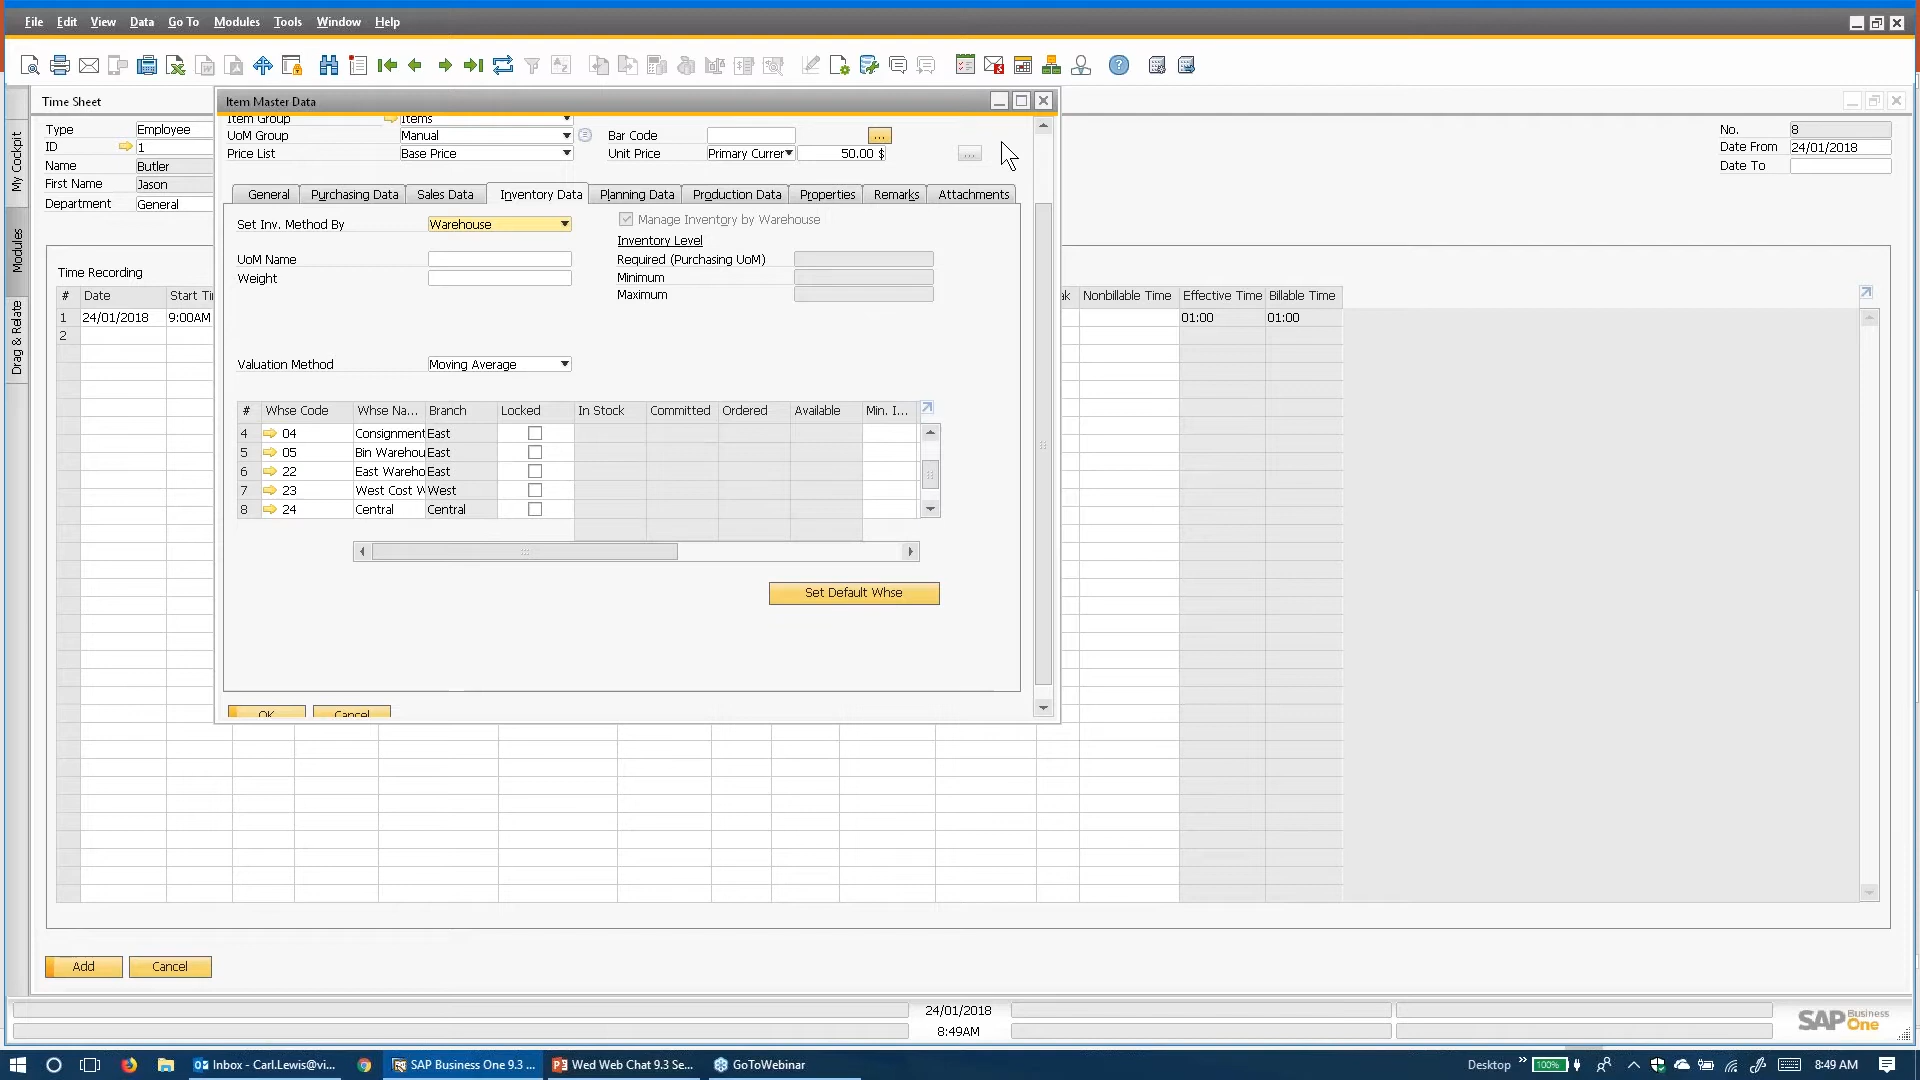 File Edit View Data Go To Modules Tools Window Help
Time Sheet
Item Master Data
My Cockpit
Modules
Drag & Relate
Type Employee
ID 1
Name Butler
First Name Jason
Department General
No. 8
Date From 24/01/2018
Date To
Item Group Items
UoM Group Manual Bar Code ...
Price List Base Price Unit Price Primary Currer 50.00 $ ...
General Purchasing Data Sales Data Inventory Data Planning Data Production Data Properties Remarks Attachments
Set Inv. Method By Warehouse Manage Inventory by Warehouse
Inventory Level
UoM Name Required (Purchasing UoM)
Weight Minimum
Maximum
Valuation Method Moving Average
# Whse Code Whse Na... Branch Locked In Stock Committed Ordered Available Min. I...
4 04 Consignment East
5 05 Bin Warehou East
6 22 East Wareho East
7 23 West Cost W West
8 24 Central Central
Set Default Whse
OK Cancel
Time Recording
# Date Start Ti ak Nonbillable Time Effective Time Billable Time
1 24/01/2018 9:00AM 01:00 01:00
2
Add Cancel
24/01/2018
8:49AM
SAP Business One
Inbox - Carl.Lewis@vi... SAP Business One 9.3 ... Wed Web Chat 9.3 Se... GoToWebinar Desktop 100% 8:49 AM